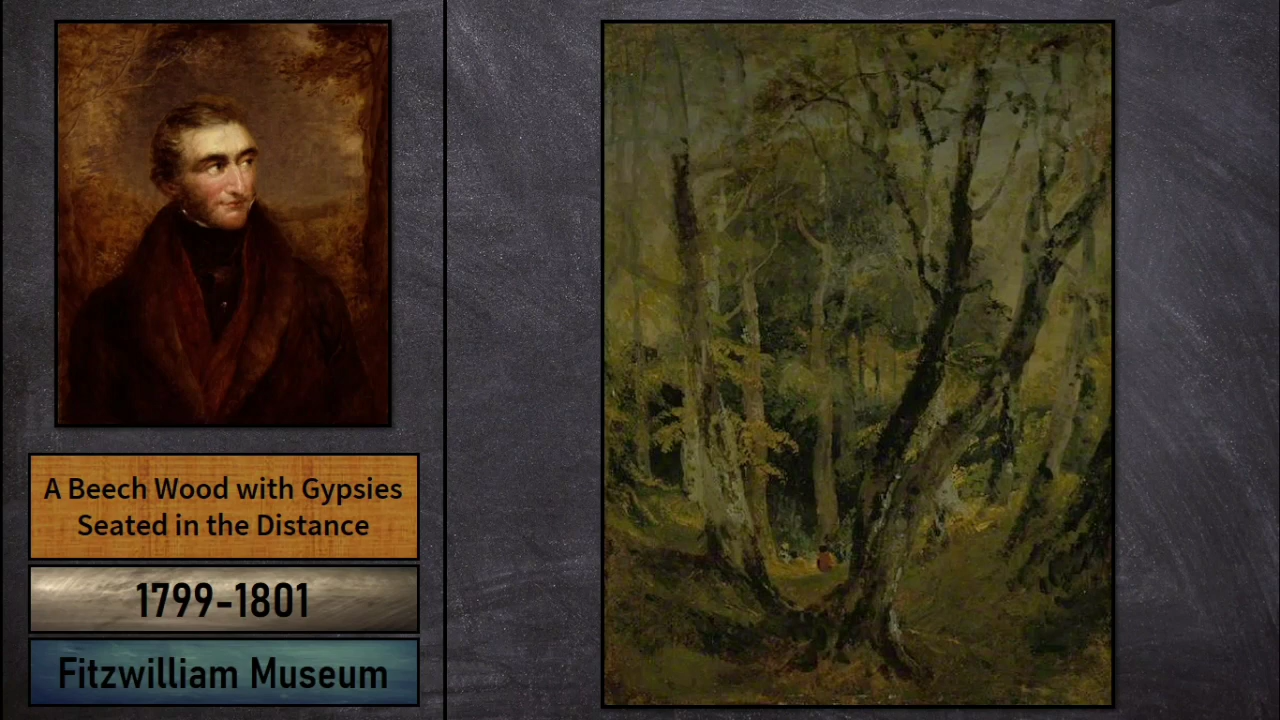 A Beech Wood with Gypsies
Seated in the Distance
1799-1801
Fitzwilliam Museum